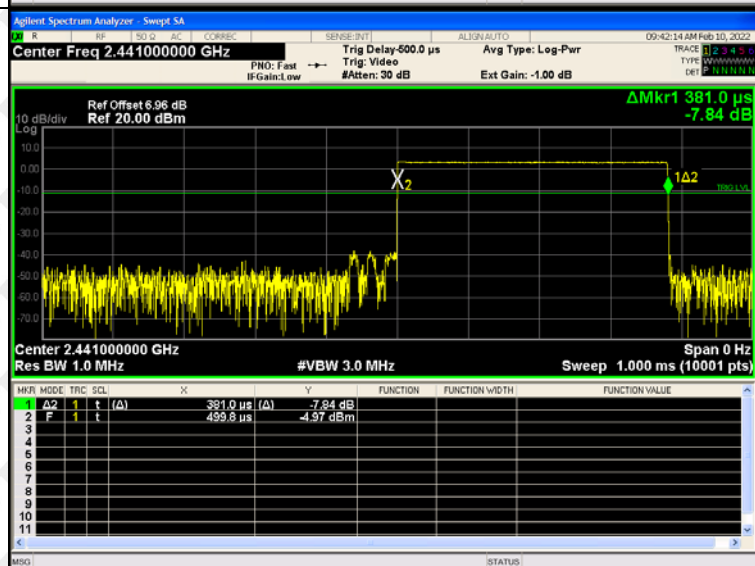 Agilent Spectrum Analyzer - Swept SA
R RF 50 Ω AC CORREC SENSE:INT ALIGNAUTO 09:42:14 AM Feb 10, 2022
Center Freq 2.441000000 GHz
PNO: Fast
IFGain:Low
Trig Delay-500.0 µs
Trig: Video
#Atten: 30 dB
Avg Type: Log-Pwr
Ext Gain: -1.00 dB
TRACE 1 2 3 4 5 6
TYPE WWWWWW
DET P N N N N N
ΔMkr1 381.0 µs
-7.84 dB
Ref Offset 6.96 dB
10 dB/div Ref 20.00 dBm
Log
10.0
0.00
-10.0
-20.0
-30.0
-40.0
-50.0
-60.0
-70.0
X2
1Δ2
TRIG LVL
Center 2.441000000 GHz Span 0 Hz
Res BW 1.0 MHz #VBW 3.0 MHz Sweep 1.000 ms (10001 pts)
MKR MODE TRC SCL X Y FUNCTION FUNCTION WIDTH FUNCTION VALUE
1 Δ2 1 t (Δ) 381.0 µs (Δ) -7.84 dB
2 F 1 t 499.8 µs -4.97 dBm
3
4
5
6
7
8
9
10
11
MSG STATUS